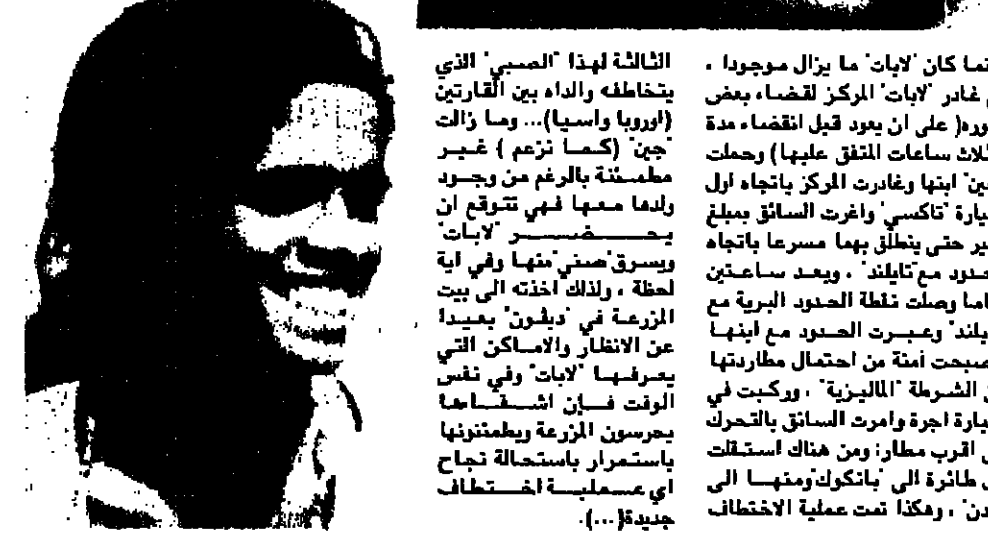 تما كان "لابات" ما يزال موجودا ،
غادر "لابات" المركز لقضاء بعض
وره( على ان يعود قبل انقضاء مدة
ثلاث ساعات المتفق عليها) وحملت
ين" ابنها وغادرت المركز باتجاه اول
يارة "تاكسي" واغرت السائق بمبلغ
ير حتى ينطلق بهما مسرعا باتجاه
حدود مع "تايلند" ، وبعد ساعتين
اما وصلت نقطة الحدود البرية مع
يلند" وعبرت الحدود مع ابنها
صبحت امنة من احتمال مطاردتها
الشرطة "الماليزية" ، وركبت في
يارة اجرة وامرت السائق بالتحرك
اقرب مطار: ومن هناك استقلت
طائرة الى "بانكوك" ومنها الى
دن" ، وهكذا تمت عملية الاختطاف
الثالثة لهذا "الصبي" الذي
يتخاطفه والداه بين القارتين
(اوروبا واسيا)... وما زالت
"جين" (كما نزعم ) غير
مطمئنة بالرغم من وجود
ولدها معها فهي تتوقع ان
يحضر "لابات"
ويسرق "صني" منها وفي اية
لحظة ، ولذلك اخذته الى بيت
المزرعة في "ديفون" بعيدا
عن الانظار والاماكن التي
يعرفها "لابات" وفي نفس
الوقت فإن اشقاءها
يحرسون المزرعة ويطمئنونها
باستمرار باستحالة نجاح
اي عملية اختطاف
جديدة(...).